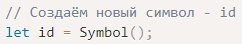 // Создаём новый символ - id
let id = Symbol();